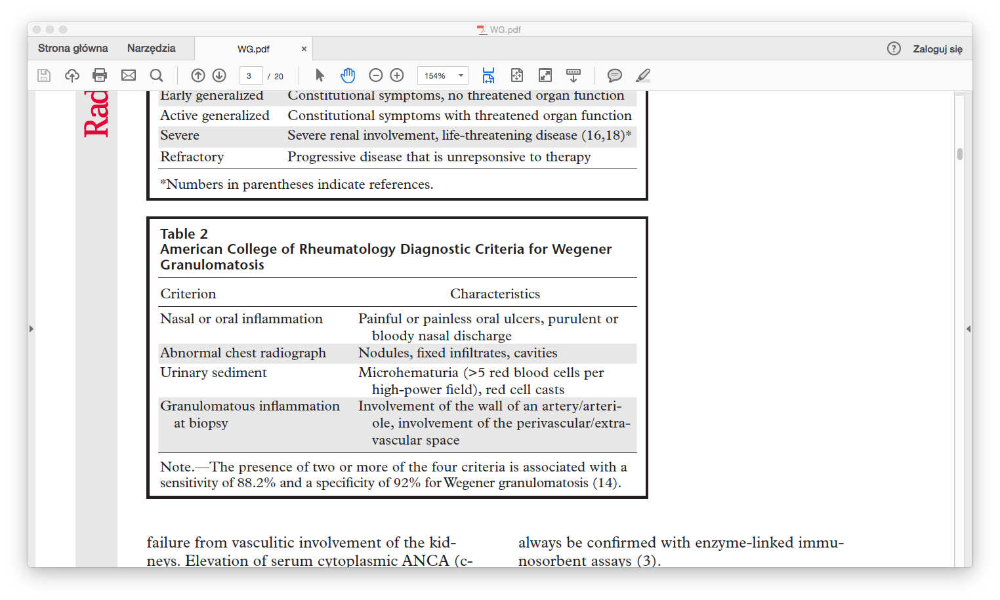 WG.pdf
Strona główna Narzędzia WG.pdf × ? Zaloguj się
3 / 20 154%
Rad
Early generalized Constitutional symptoms, no threatened organ function
Active generalized Constitutional symptoms with threatened organ function
Severe Severe renal involvement, life-threatening disease (16,18)*
Refractory Progressive disease that is unrepsonsive to therapy
*Numbers in parentheses indicate references.
Table 2
American College of Rheumatology Diagnostic Criteria for Wegener
Granulomatosis
Criterion Characteristics
Nasal or oral inflammation Painful or painless oral ulcers, purulent or
bloody nasal discharge
Abnormal chest radiograph Nodules, fixed infiltrates, cavities
Urinary sediment Microhematuria (>5 red blood cells per
high-power field), red cell casts
Granulomatous inflammation Involvement of the wall of an artery/arteri-
at biopsy ole, involvement of the perivascular/extra-
vascular space
Note.—The presence of two or more of the four criteria is associated with a
sensitivity of 88.2% and a specificity of 92% for Wegener granulomatosis (14).
failure from vasculitic involvement of the kid-
neys. Elevation of serum cytoplasmic ANCA (c-
always be confirmed with enzyme-linked immu-
nosorbent assays (3).